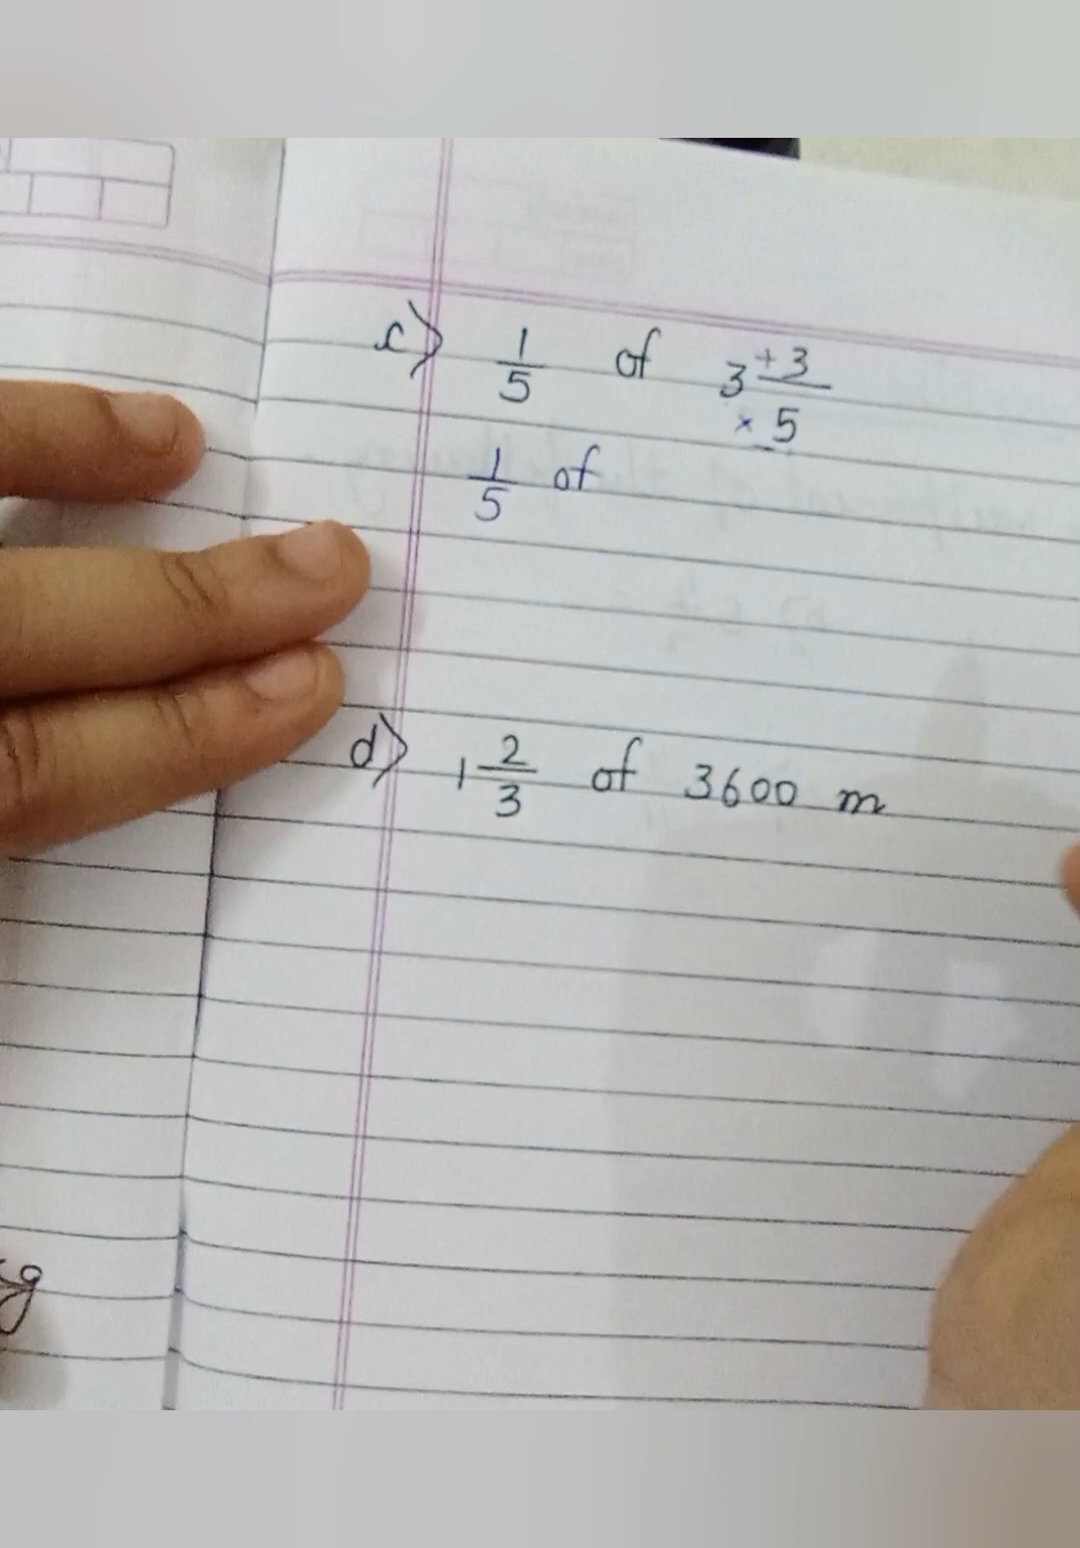 c) 1/5 of 3 + 3/× 5
1/5 of
d) 1 2/3 of 3600 m
g